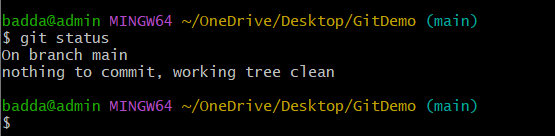 badda@admin MINGW64 ~/OneDrive/Desktop/GitDemo (main)
$ git status
On branch main
nothing to commit, working tree clean
badda@admin MINGW64 ~/OneDrive/Desktop/GitDemo (main)
$